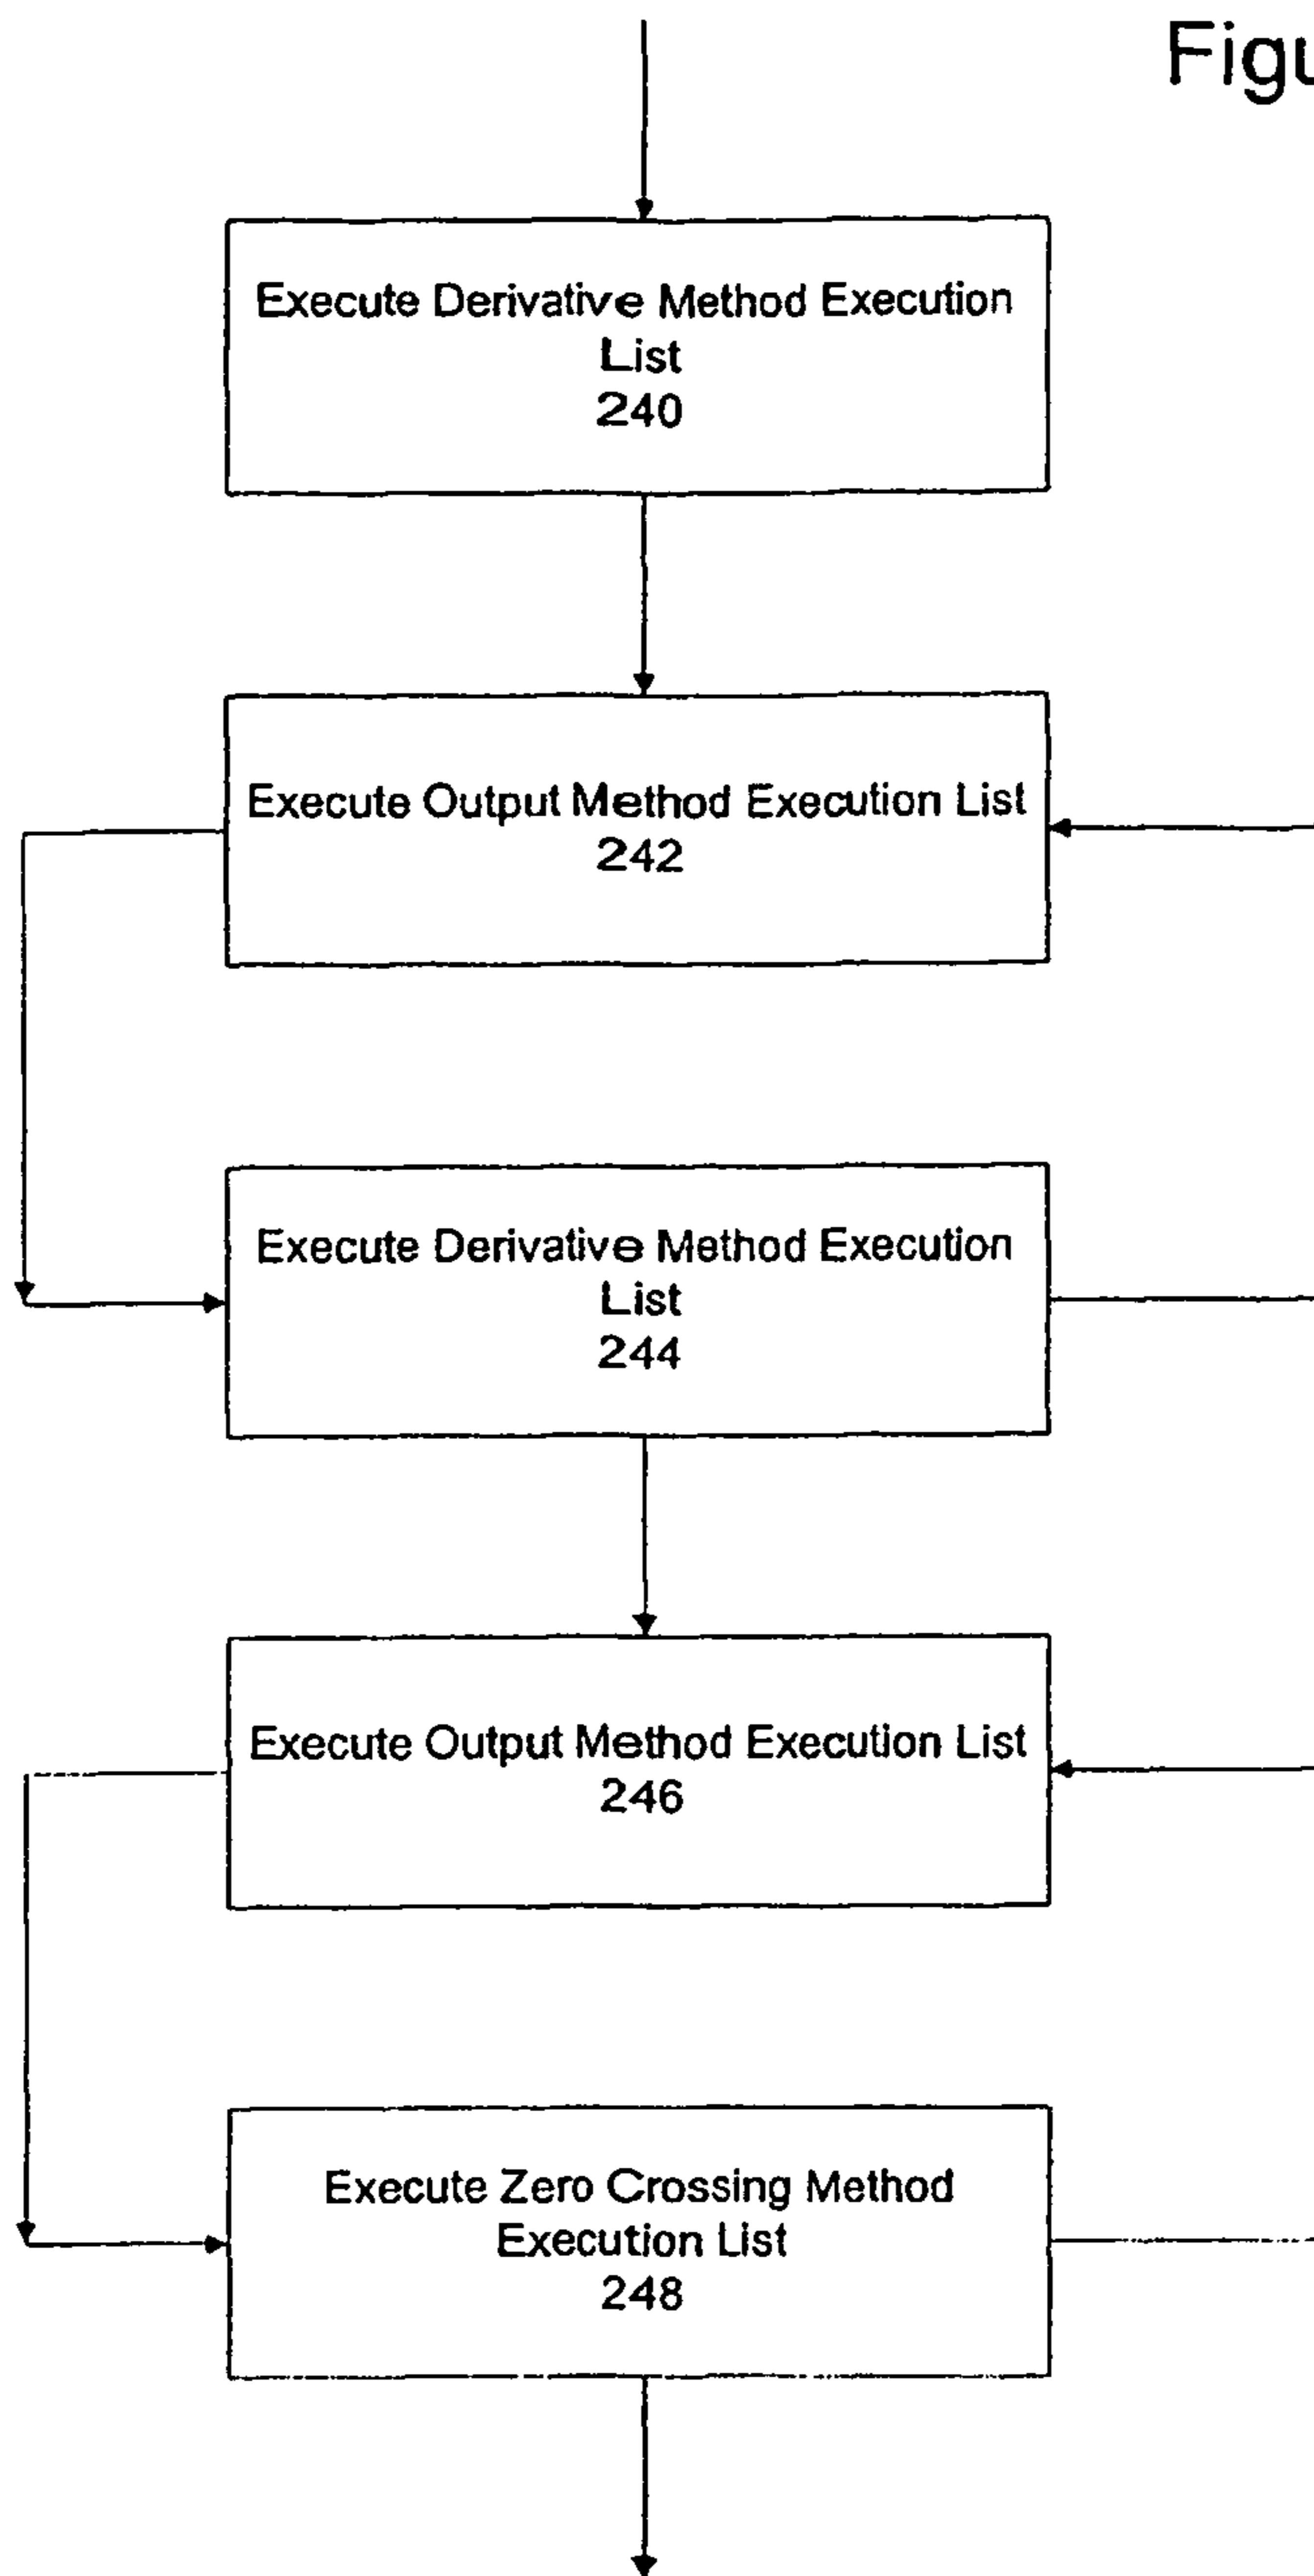 Figu
Execute Derivative Method Execution
List
240
Execute Output Method Execution List
242
Execute Derivative Method Execution
List
244
Execute Output Method Execution List
246
Execute Zero Crossing Method
Execution List
248